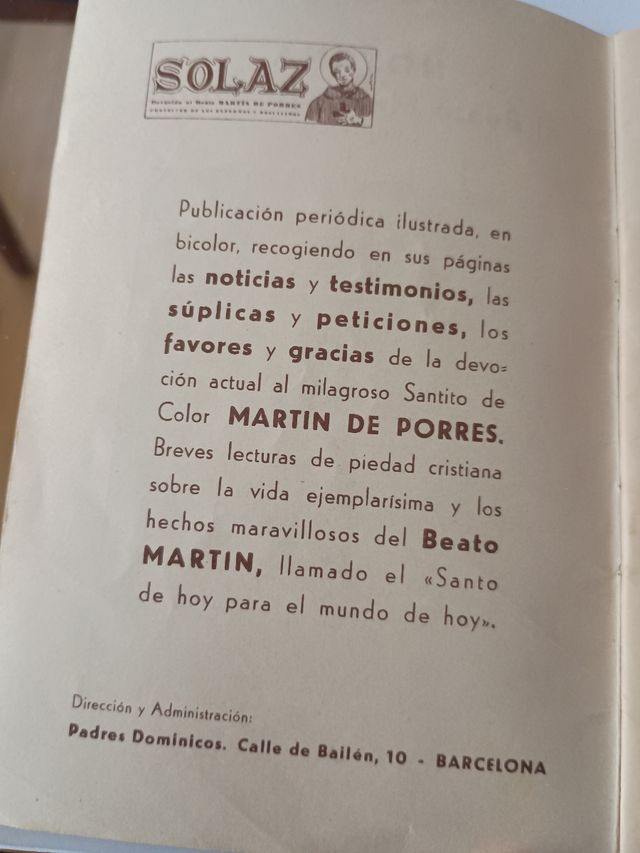 SOLAZ
MARTÍN DE PORRES
Publicación periódica ilustrada, en
bicolor, recogiendo en sus páginas
las noticias y testimonios, las
súplicas y peticiones, los
favores y gracias de la devo=
ción actual al milagroso Santito de
Color MARTIN DE PORRES.
Breves lecturas de piedad cristiana
sobre la vida ejemplarísima y los
hechos maravillosos del Beato
MARTIN, llamado el «Santo
de hoy para el mundo de hoy».
Dirección y Administración:
Padres Dominicos. Calle de Bailén, 10 - BARCELONA